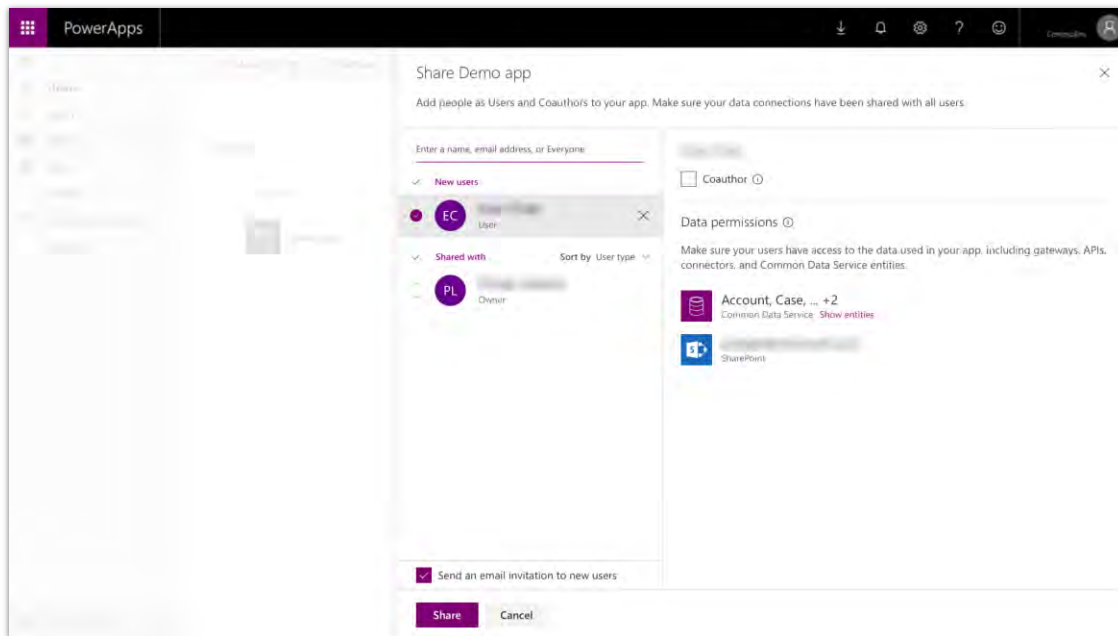 PowerApps
?
Share Demo app
Add people as Users and Coauthors to your app. Make sure your data connections have been shared with all users.
Enter a name, email address, or Everyone
New users
EC
User
Shared with
Sort by User type
PL
Owner
Send an email invitation to new users
Share
Cancel
Coauthor
Data permissions
Make sure your users have access to the data used in your app, including gateways, APIs,
connectors, and Common Data Service entities.
Account, Case, ... +2
Common Data Service Show entities
SharePoint